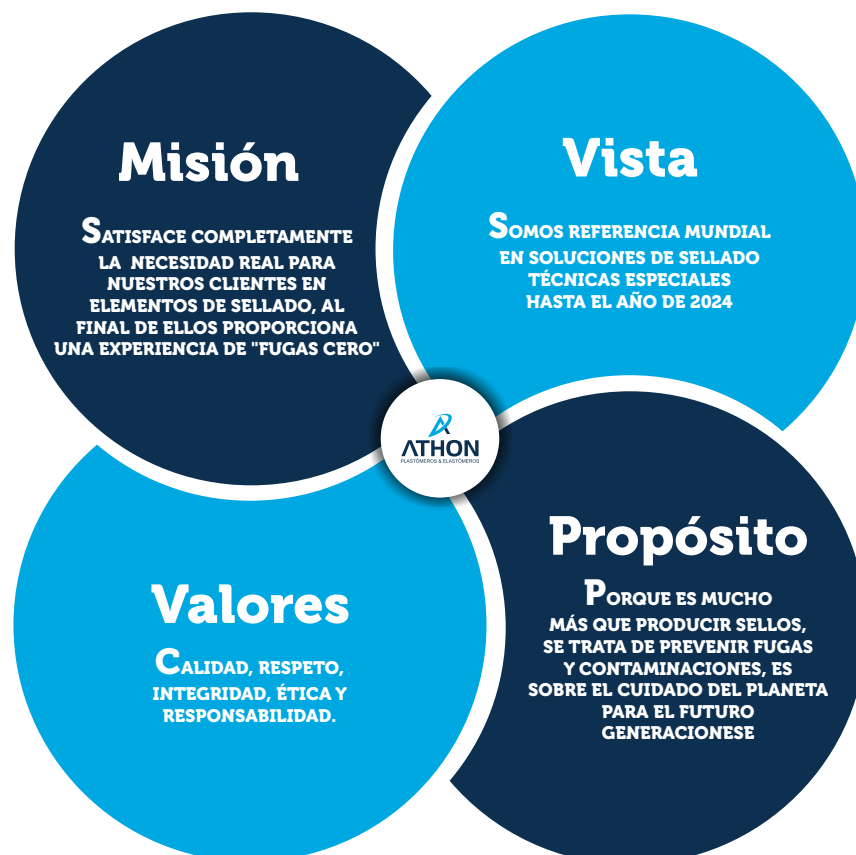 Misión
SATISFACE COMPLETAMENTE
LA NECESIDAD REAL PARA
NUESTROS CLIENTES EN
ELEMENTOS DE SELLADO, AL
FINAL DE ELLOS PROPORCIONA
UNA EXPERIENCIA DE "FUGAS CERO"
Vista
SOMOS REFERENCIA MUNDIAL
EN SOLUCIONES DE SELLADO
TÉCNICAS ESPECIALES
HASTA EL AÑO DE 2024
ATHON
PLASTÔMEROS & ELASTÔMEROS
Valores
CALIDAD, RESPETO,
INTEGRIDAD, ÉTICA Y
RESPONSABILIDAD.
Propósito
PORQUE ES MUCHO
MÁS QUE PRODUCIR SELLOS,
SE TRATA DE PREVENIR FUGAS
Y CONTAMINACIONES, ES
SOBRE EL CUIDADO DEL PLANETA
PARA EL FUTURO
GENERACIONESE